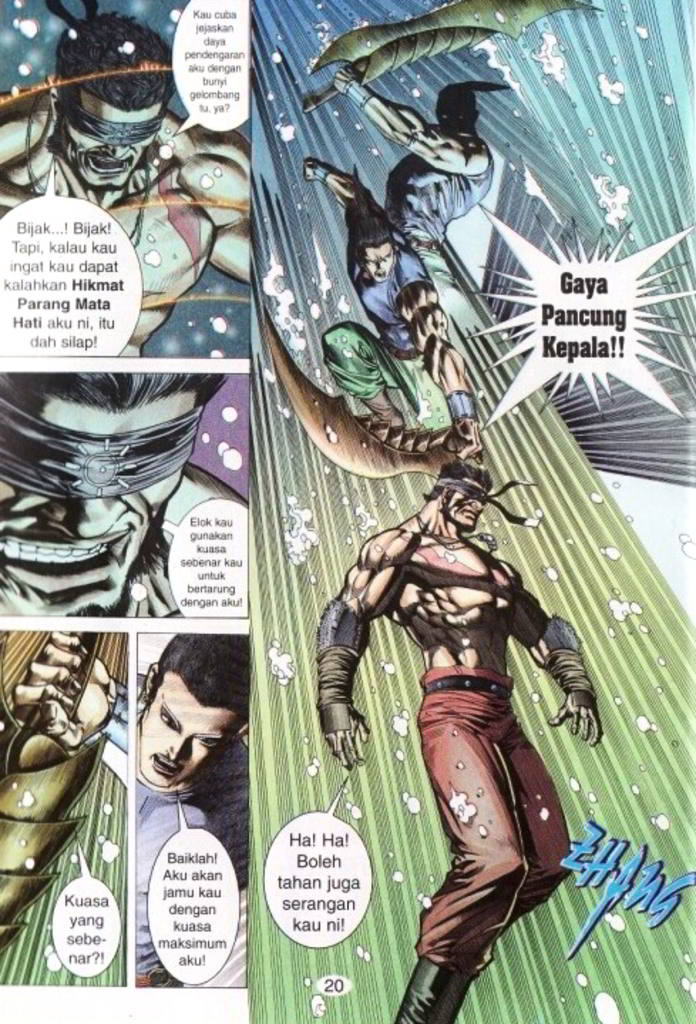 Kau cuba
jejaskan
daya
pendengaran
aku dengan
bunyi
gelombang
tu, ya?
Bijak...! Bijak!
Tapi, kalau kau
ingat kau dapat
kalahkan Hikmat
Parang Mata
Hati aku ni, itu
dah silap!
Elok kau
gunakan
kuasa
sebenar kau
untuk
bertarung
dengan aku!
Kuasa
yang
sebe-
nar?!
Baiklah!
Aku akan
jamu kau
dengan
kuasa
maksimum
aku!
Gaya
Pancung
Kepala!!
Ha! Ha!
Boleh
tahan juga
serangan
kau ni!
ZHANG
20